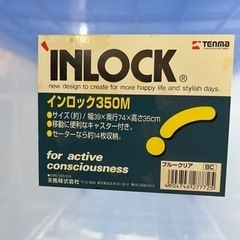 TENMA
INLOCK®
new design to create for more happy life and stylish days.
インロック350M
●サイズ(約)/幅39×奥行74×高さ35cm
●移動に便利なキャスター付き。
●セーターなら約14枚収納。
for active
consciousness
天馬株式会社
ブルークリア
BC